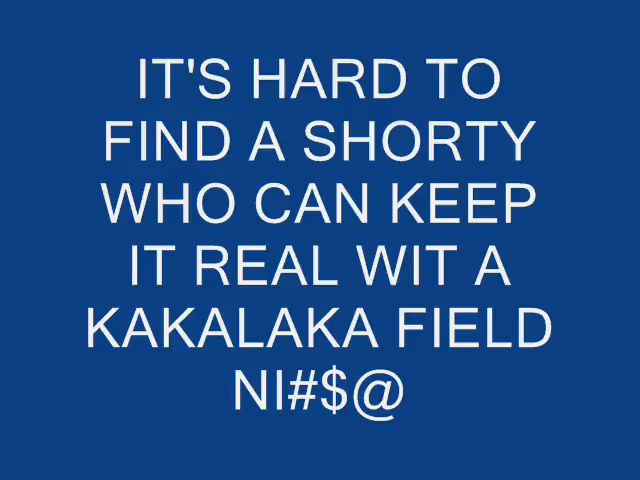 IT'S HARD TO
FIND A SHORTY
WHO CAN KEEP
IT REAL WIT A
KAKALAKA FIELD
NI#$@